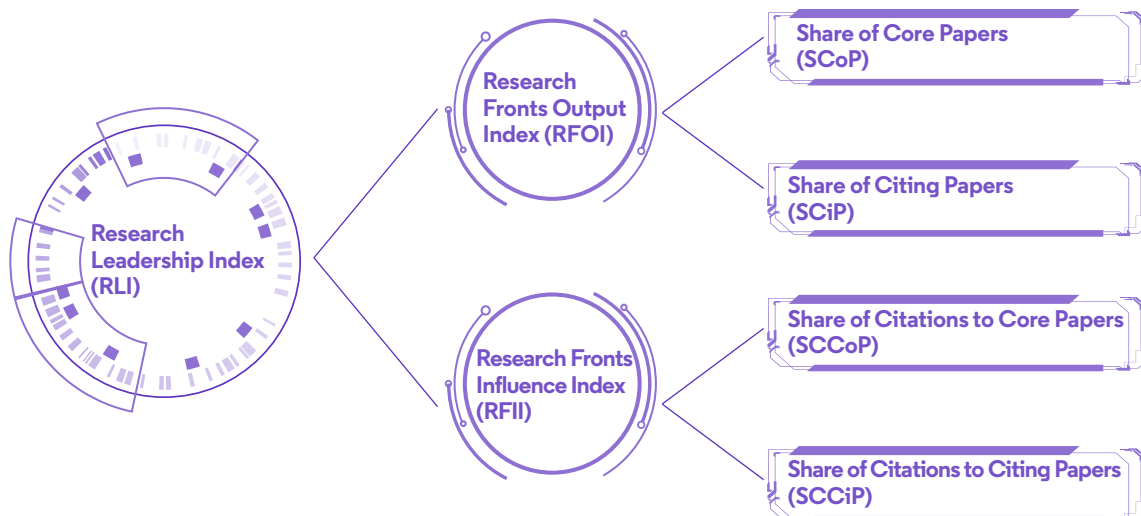 Research
Leadership Index
(RLI)
Research
Fronts Output
Index (RFOI)
Research Fronts
Influence Index
(RFII)
Share of Core Papers
(SCoP)
Share of Citing Papers
(SCiP)
Share of Citations to Core Papers
(SCCoP)
Share of Citations to Citing Papers
(SCCiP)